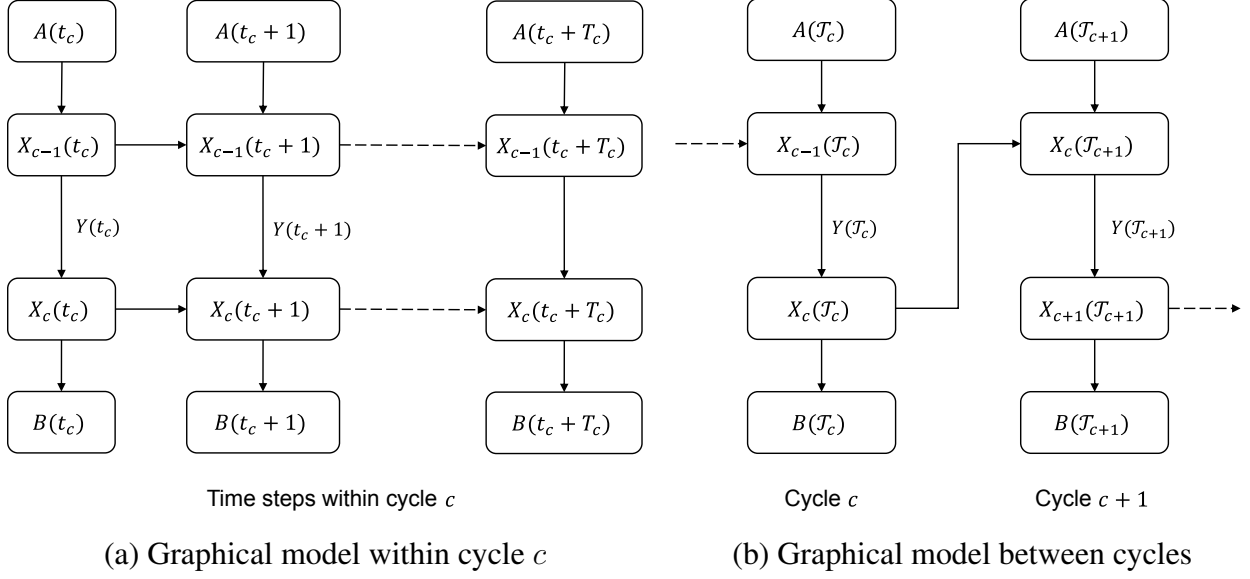 A(t_c) A(t_c + 1) A(t_c + T_c) A(𝒯_c) A(𝒯_{c+1})
X_{c−1}(t_c) X_{c−1}(t_c + 1) X_{c−1}(t_c + T_c) X_{c−1}(𝒯_c) X_c(𝒯_{c+1})
Y(t_c) Y(t_c + 1) Y(𝒯_c) Y(𝒯_{c+1})
X_c(t_c) X_c(t_c + 1) X_c(t_c + T_c) X_c(𝒯_c) X_{c+1}(𝒯_{c+1})
B(t_c) B(t_c + 1) B(t_c + T_c) B(𝒯_c) B(𝒯_{c+1})
Time steps within cycle c Cycle c Cycle c + 1
(a) Graphical model within cycle c (b) Graphical model between cycles